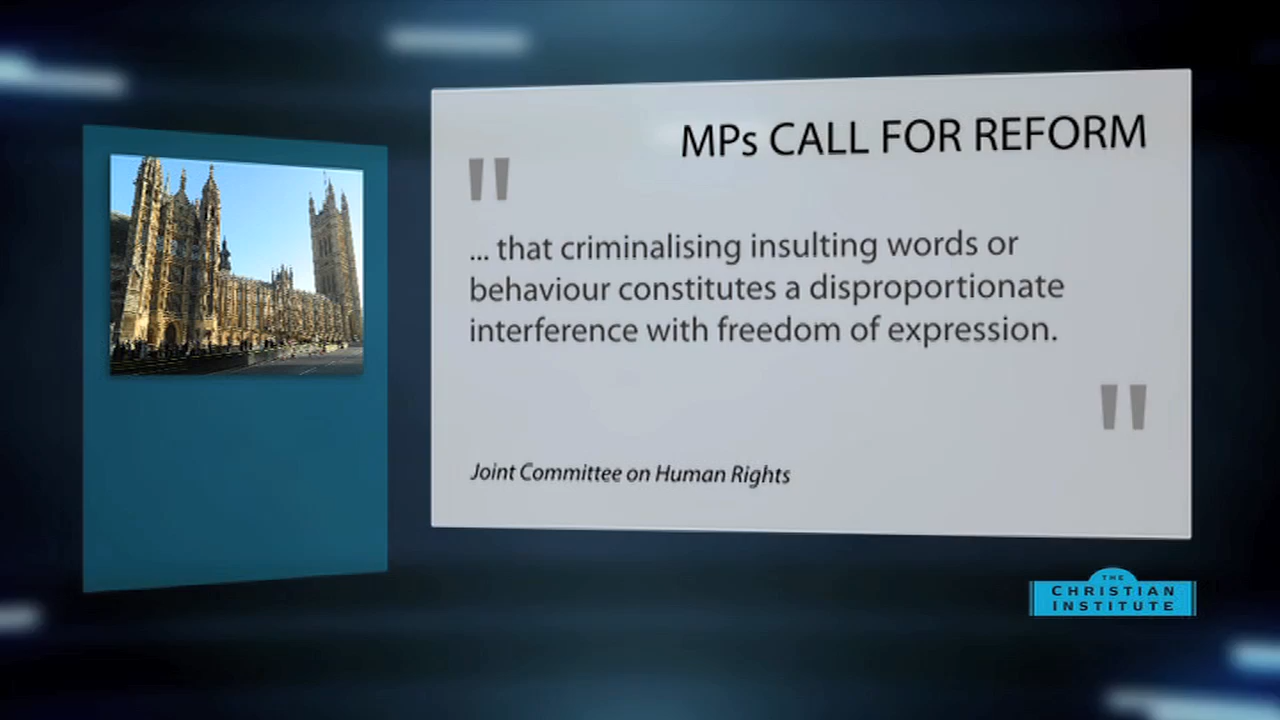 MPs CALL FOR REFORM
"
... that criminalising insulting words or
behaviour constitutes a disproportionate
interference with freedom of expression.
"
Joint Committee on Human Rights
THE
CHRISTIAN
INSTITUTE